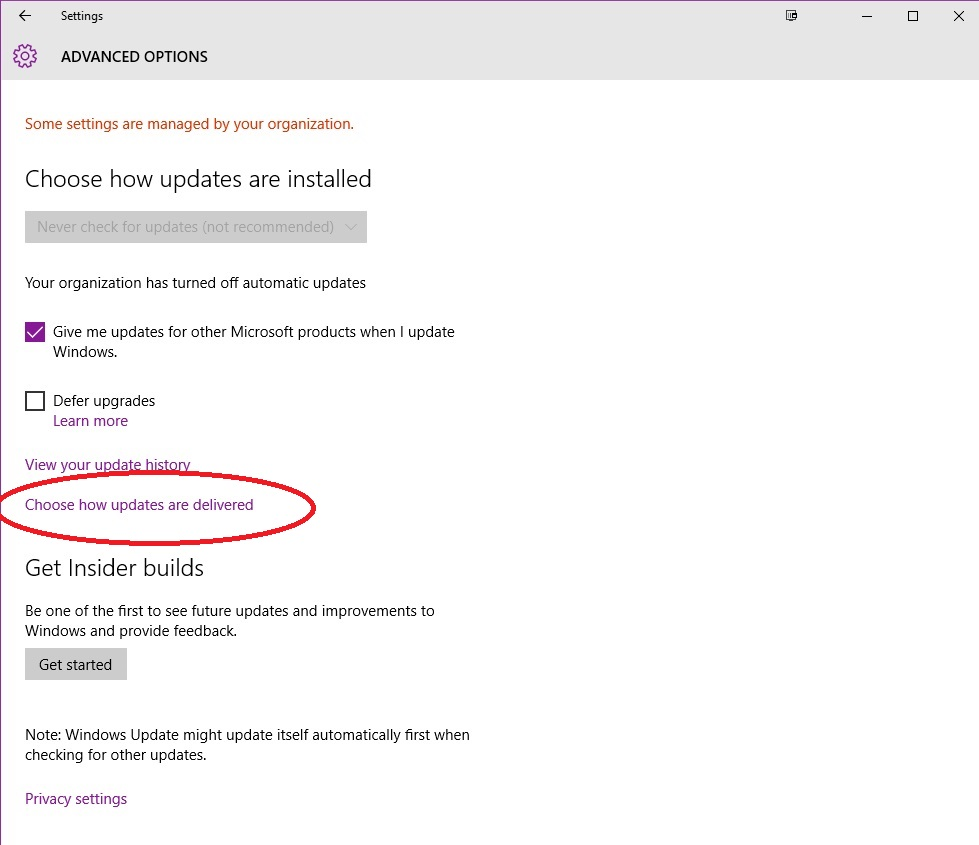 Settings
ADVANCED OPTIONS
Some settings are managed by your organization.
Choose how updates are installed
Never check for updates (not recommended)
Your organization has turned off automatic updates
Give me updates for other Microsoft products when I update
Windows.
Defer upgrades
Learn more
View your update history
Choose how updates are delivered
Get Insider builds
Be one of the first to see future updates and improvements to
Windows and provide feedback.
Get started
Note: Windows Update might update itself automatically first when
checking for other updates.
Privacy settings